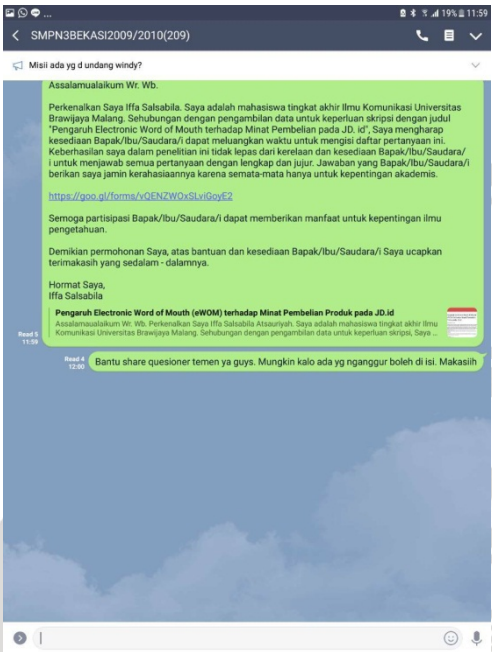 ... 19% 11:59
SMPN3BEKASI2009/2010(209)
Misii ada yg d undang windy?
Assalamualaikum Wr. Wb.
Perkenalkan Saya Iffa Salsabila. Saya adalah mahasiswa tingkat akhir Ilmu Komunikasi Universitas
Brawijaya Malang. Sehubungan dengan pengambilan data untuk keperluan skripsi dengan judul
"Pengaruh Electronic Word of Mouth terhadap Minat Pembelian pada JD. id", Saya mengharap
kesediaan Bapak/Ibu/Saudara/i dapat meluangkan waktu untuk mengisi daftar pertanyaan ini.
Keberhasilan saya dalam penelitian ini tidak lepas dari kerelaan dan kesediaan Bapak/Ibu/Saudara/
i untuk menjawab semua pertanyaan dengan lengkap dan jujur. Jawaban yang Bapak/Ibu/Saudara/i
berikan saya jamin kerahasiaannya karena semata-mata hanya untuk kepentingan akademis.
https://goo.gl/forms/vQENZWOxSLviGoyE2
Semoga partisipasi Bapak/Ibu/Saudara/i dapat memberikan manfaat untuk kepentingan ilmu
pengetahuan.
Demikian permohonan Saya, atas bantuan dan kesediaan Bapak/Ibu/Saudara/i Saya ucapkan
terimakasih yang sedalam - dalamnya.
Hormat Saya,
Iffa Salsabila
Pengaruh Electronic Word of Mouth (eWOM) terhadap Minat Pembelian Produk pada JD.id
Assalamaualaikum Wr. Wb. Perkenalkan Saya Iffa Salsabila Atsauriyah. Saya adalah mahasiswa tingkat akhir Ilmu
Komunikasi Universitas Brawijaya Malang. Sehubungan dengan pengambilan data untuk keperluan skripsi, Saya ...
Read 5
11:59
Read 4
12:00
Bantu share quesioner temen ya guys. Mungkin kalo ada yg nganggur boleh di isi. Makasiih